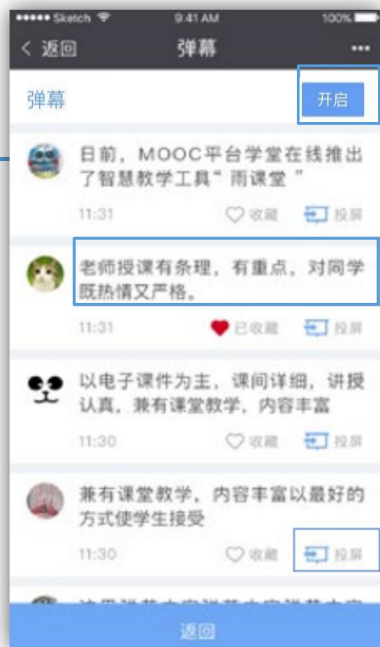 Sketch 9:41 AM 100%
返回 弹幕
弹幕 开启
日前，MOOC平台学堂在线推出
了智慧教学工具“雨课堂”
11:31 收藏 投屏
老师授课有条理，有重点，对同学
既热情又严格。
11:31 已收藏 投屏
以电子课件为主，课间详细，讲授
认真，兼有课堂教学，内容丰富
11:30 收藏 投屏
兼有课堂教学，内容丰富以最好的
方式使学生接受
11:30 收藏 投屏
返回